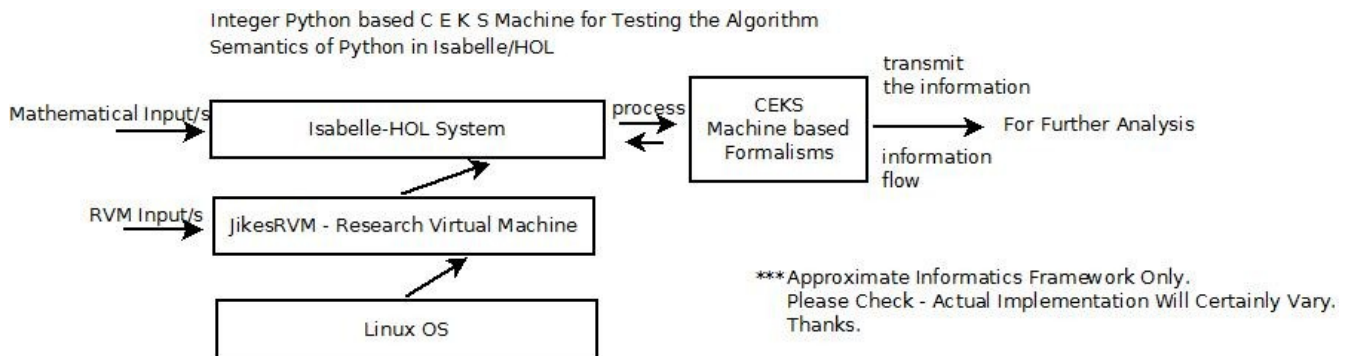 Integer Python based C E K S Machine for Testing the Algorithm
Semantics of Python in Isabelle/HOL
transmit
the information
Mathematical Input/s
Isabelle-HOL System
process
CEKS
Machine based
Formalisms
For Further Analysis
information
flow
RVM Input/s
JikesRVM - Research Virtual Machine
***Approximate Informatics Framework Only.
Please Check - Actual Implementation Will Certainly Vary.
Thanks.
Linux OS